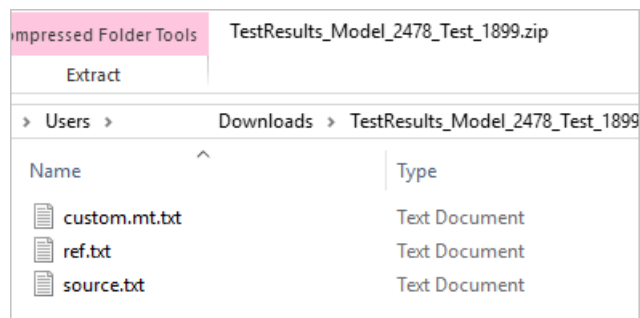 ompressed Folder Tools TestResults_Model_2478_Test_1899.zip
Extract
> Users > Downloads > TestResults_Model_2478_Test_1899
Name Type
custom.mt.txt Text Document
ref.txt Text Document
source.txt Text Document